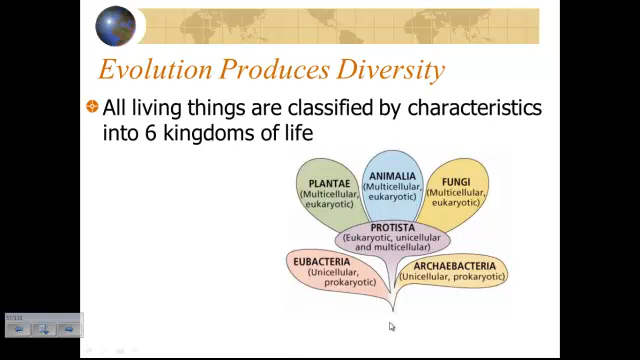 Evolution Produces Diversity
All living things are classified by characteristics
into 6 kingdoms of life
PLANTAE
(Multicellular,
eukaryotic)
ANIMALIA
(Multicellular,
eukaryotic)
FUNGI
(Multicellular,
eukaryotic)
PROTISTA
(Eukaryotic, unicellular
and multicellular)
EUBACTERIA
(Unicellular,
prokaryotic)
ARCHAEBACTERIA
(Unicellular, prokaryotic)